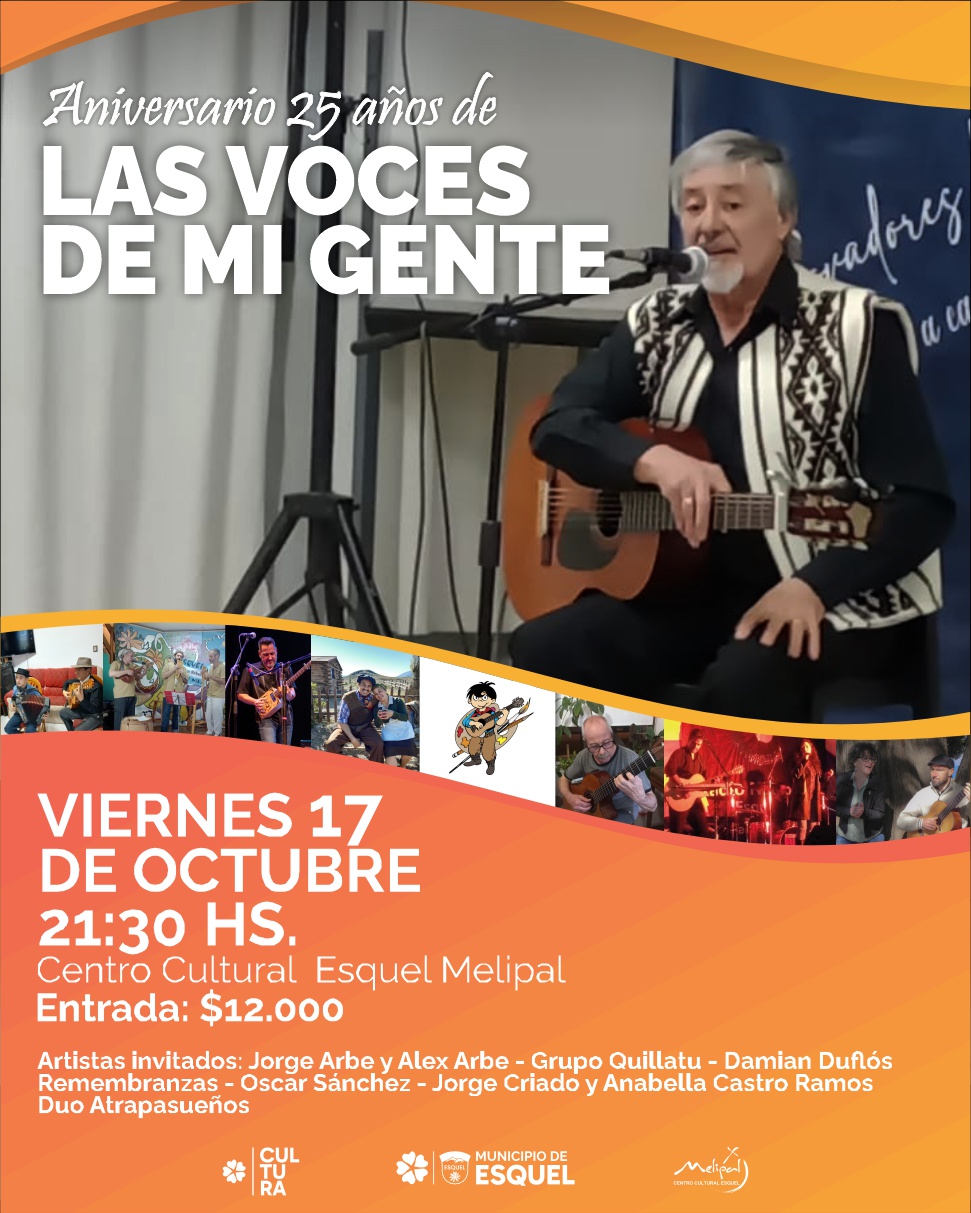 Aniversario 25 años de
LAS VOCES
DE MI GENTE
vadores
a ca
VIERNES 17
DE OCTUBRE
21:30 HS.
Centro Cultural Esquel Melipal
Entrada: $12.000
Artistas invitados: Jorge Arbe y Alex Arbe - Grupo Quillatu - Damian Duflós
Remembranzas - Oscar Sánchez - Jorge Criado y Anabella Castro Ramos
Duo Atrapasueños
CUL
TU
RA
ESQUEL
MUNICIPIO DE
ESQUEL
Melipal
CENTRO CULTURAL ESQUEL